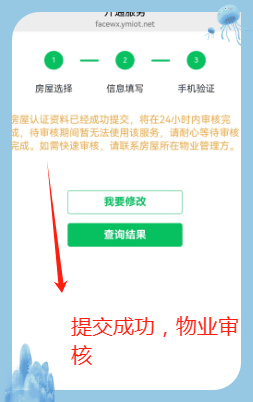 开通服务
facewx.ymiot.net
1 2 3
房屋选择 信息填写 手机验证
房屋认证资料已经成功提交，将在24小时内审核完
成，待审核期间暂无法使用该服务，请耐心等待审核
完成。如需快速审核，请联系房屋所在物业管理方。
我要修改
查询结果
提交成功，物业审
核